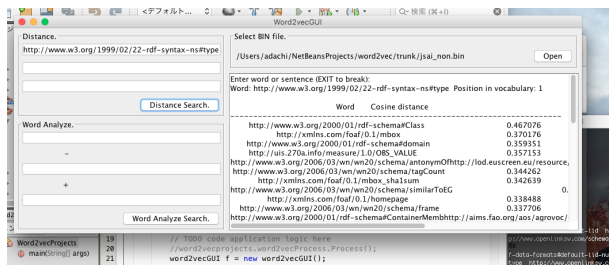 <デフォルト...
Q- 検索 (⌘+I)
Word2vecGUI
Distance.
http://www.w3.org/1999/02/22-rdf-syntax-ns#type
Distance Search.
Word Analyze.
-
+
Word Analyze Search.
Select BIN file.
/Users/adachi/NetBeansProjects/word2vec/trunk/jsai_non.bin
Open
Enter word or sentence (EXIT to break):
Word: http://www.w3.org/1999/02/22-rdf-syntax-ns#type Position in vocabulary: 1
Word Cosine distance
http://www.w3.org/2000/01/rdf-schema#Class 0.467076
http://xmlns.com/foaf/0.1/mbox 0.370176
http://www.w3.org/2000/01/rdf-schema#domain 0.359351
http://uis.270a.info/measure/1.0/OBS_VALUE 0.357153
http://www.w3.org/2006/03/wn/wn20/schema/antonymOfhttp://lod.euscreen.eu/resource,
http://www.w3.org/2006/03/wn/wn20/schema/tagCount 0.344262
http://xmlns.com/foaf/0.1/mbox_sha1sum 0.342639
http://www.w3.org/2006/03/wn/wn20/schema/similarToEG 0.
http://xmlns.com/foaf/0.1/homepage 0.338488
http://www.w3.org/2006/03/wn/wn20/schema/frame 0.337706
http://www.w3.org/2000/01/rdf-schema#ContainerMembhttp://aims.fao.org/aos/agrovoc/
Word2vecProjects
main(String[] args)
19 // TODO code application logic here
20 //word2vecprojects.word2vecProcess.Process();
21 word2vecGUI f = new word2vecGUI();